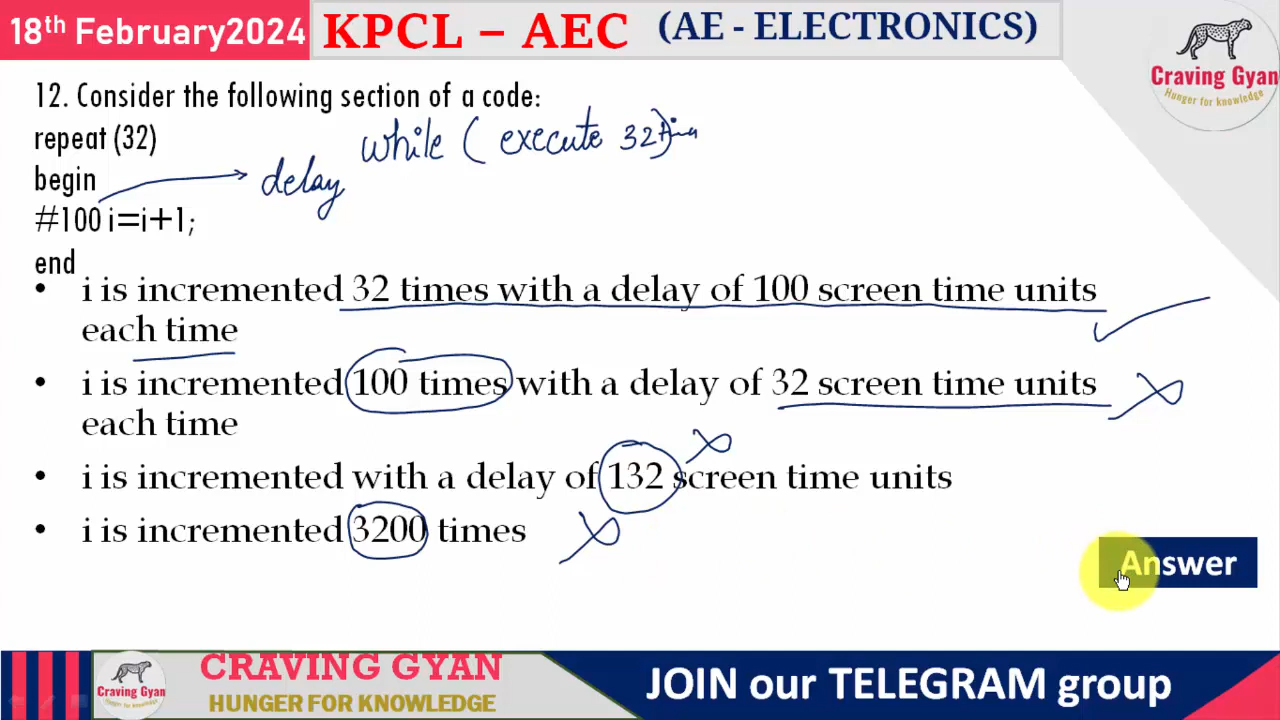 18th February2024
KPCL – AEC
(AE - ELECTRONICS)
Craving Gyan
Hunger for knowledge
12. Consider the following section of a code:
repeat (32)
while ( execute 32)
begin
delay
#100 i=i+1;
end
• i is incremented 32 times with a delay of 100 screen time units
each time
• i is incremented 100 times with a delay of 32 screen time units
each time
• i is incremented with a delay of 132 screen time units
• i is incremented 3200 times
Answer
Craving Gyan
CRAVING GYAN
HUNGER FOR KNOWLEDGE
JOIN our TELEGRAM group